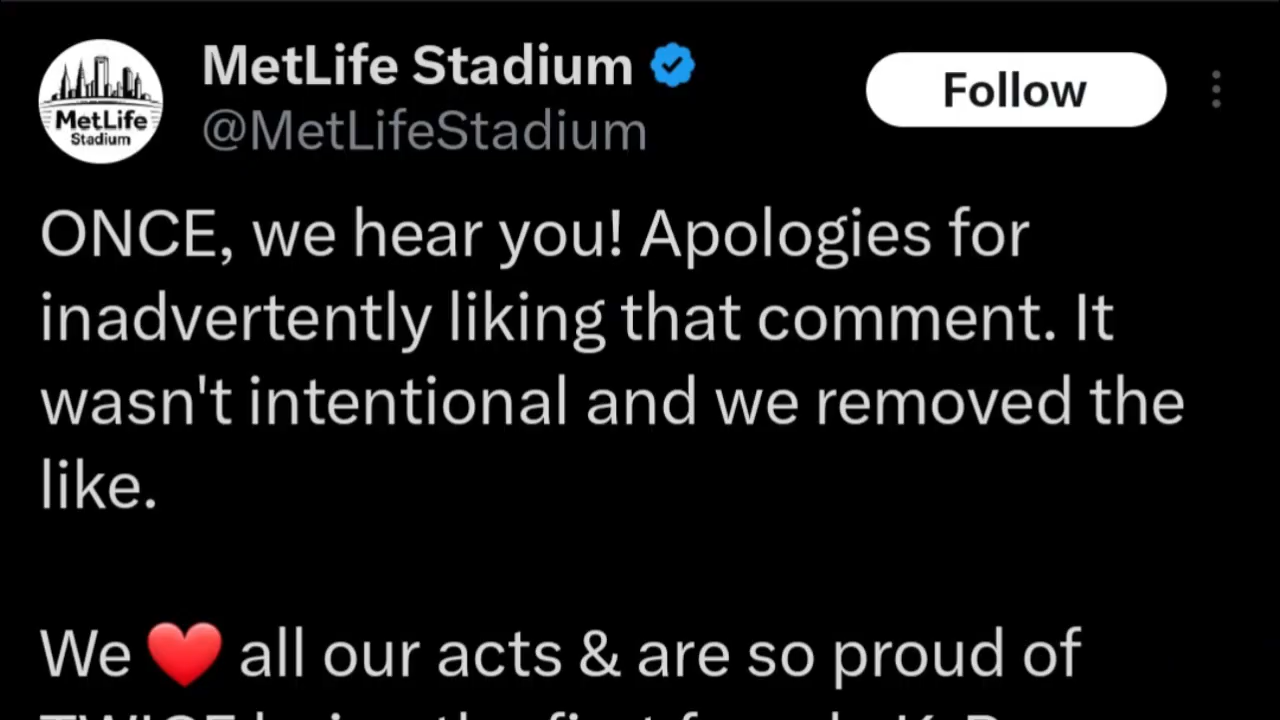 MetLife Stadium
@MetLifeStadium
Follow
MetLife
Stadium
ONCE, we hear you! Apologies for
inadvertently liking that comment. It
wasn't intentional and we removed the
like.
We ❤️ all our acts & are so proud of